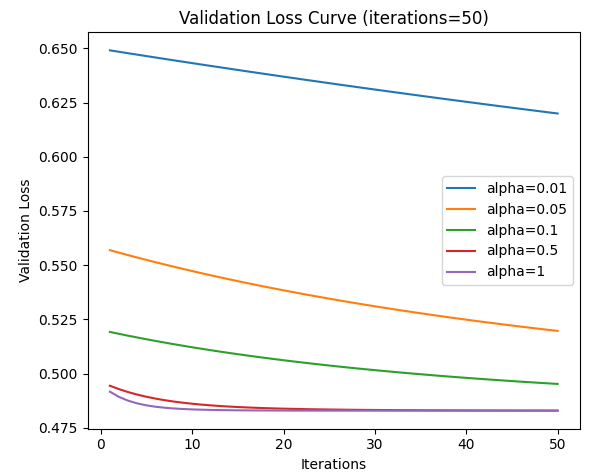 Validation Loss Curve (iterations=50)
0.650
0.625
0.600
0.575
0.550
0.525
0.500
0.475
Validation Loss
alpha=0.01
alpha=0.05
alpha=0.1
alpha=0.5
alpha=1
0 10 20 30 40 50
Iterations